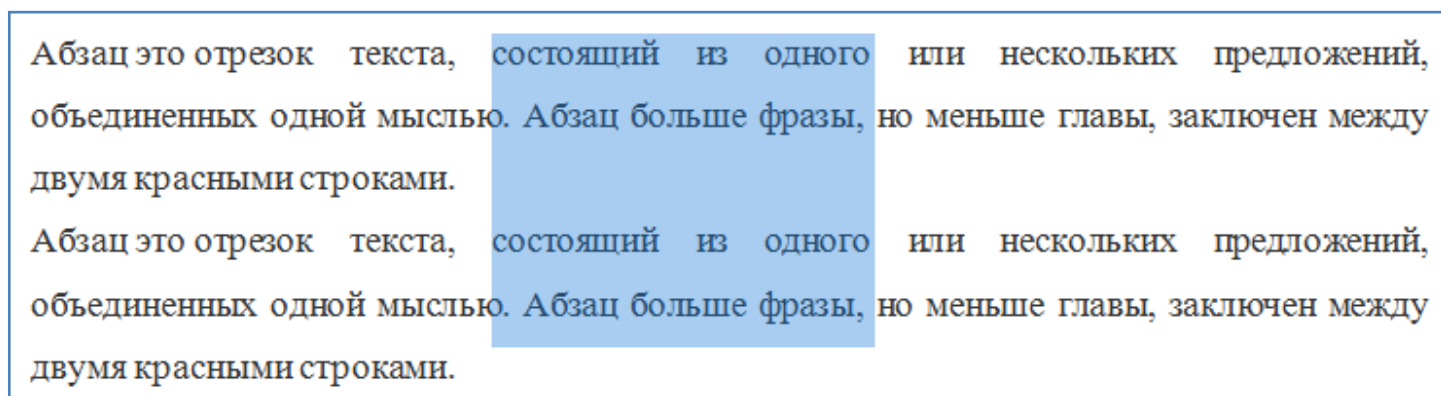 Абзац это отрезок текста, состоящий из одного или нескольких предложений,
объединенных одной мыслью. Абзац больше фразы, но меньше главы, заключен между
двумя красными строками.
Абзац это отрезок текста, состоящий из одного или нескольких предложений,
объединенных одной мыслью. Абзац больше фразы, но меньше главы, заключен между
двумя красными строками.